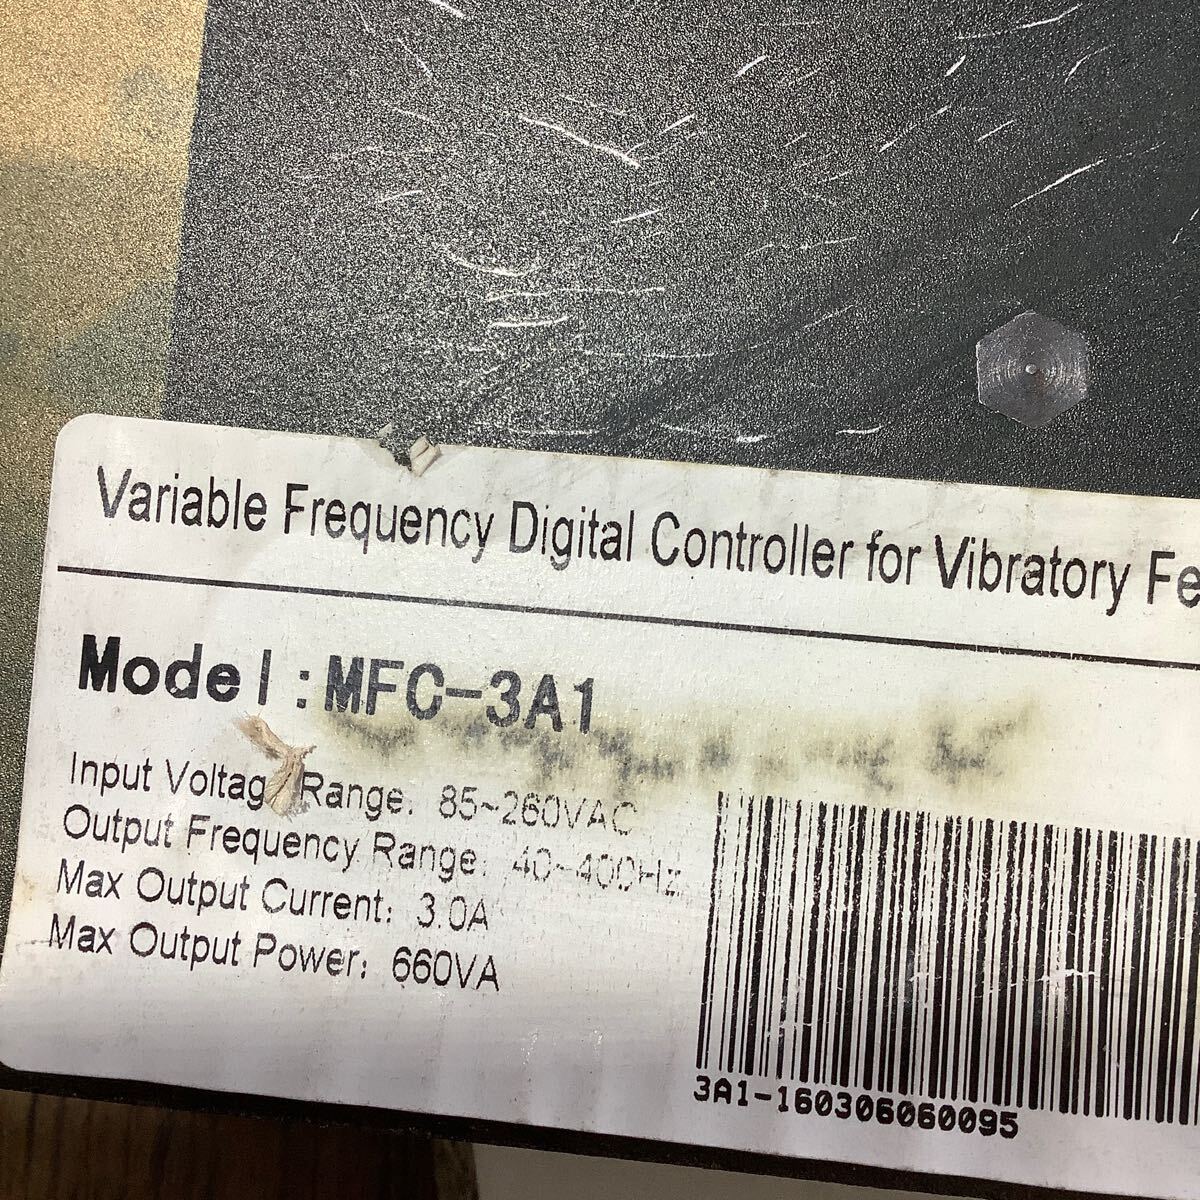 Variable Frequency Digital Controller for Vibratory Fe
Model:MFC-3A1
Input Voltag Range: 85~260VAC
Output Frequency Range: 40~400Hz
Max Output Current: 3.0A
Max Output Power: 660VA
3A1-160306060095